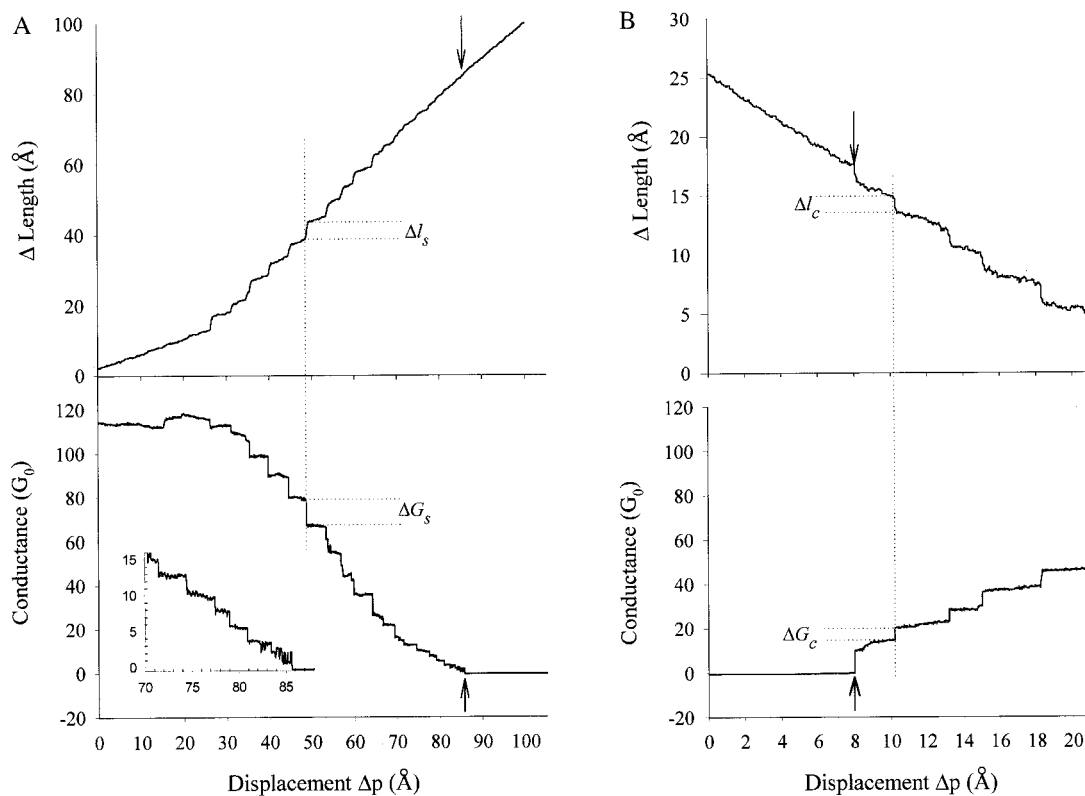 A
Δ Length (Å)
100
80
60
40
20
0
Δl_s
B
Δ Length (Å)
30
25
20
15
10
5
0
Δl_c
Conductance (G₀)
120
100
80
60
40
20
0
-20
ΔG_s
15
10
5
0
70 75 80 85
0 10 20 30 40 50 60 70 80 90 100
Displacement Δp (Å)
Conductance (G₀)
120
100
80
60
40
20
0
-20
ΔG_c
0 2 4 6 8 10 12 14 16 18 20
Displacement Δp (Å)